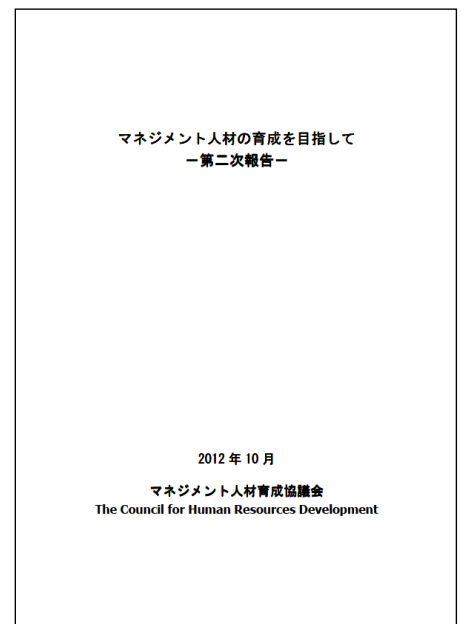 マネジメント人材の育成を目指して
－第二次報告－
2012 年 10 月
マネジメント人材育成協議会
The Council for Human Resources Development